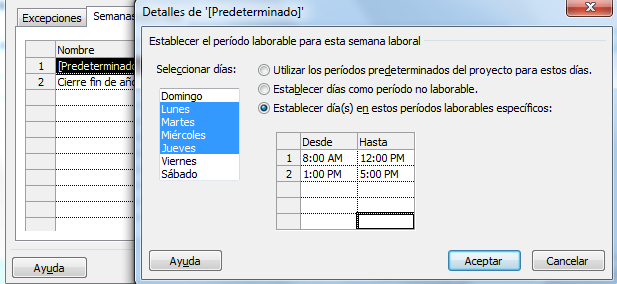 Excepciones
Semanas
Nombre
1 [Predeterminado
2 Cierre fin de año
Ayuda
Detalles de '[Predeterminado]'
Establecer el período laborable para esta semana laboral
Seleccionar días:
Domingo
Lunes
Martes
Miércoles
Jueves
Viernes
Sábado
Utilizar los períodos predeterminados del proyecto para estos días.
Establecer días como período no laborable.
Establecer día(s) en estos períodos laborables específicos:
Desde Hasta
1 8:00 AM 12:00 PM
2 1:00 PM 5:00 PM
Ayuda
Aceptar
Cancelar